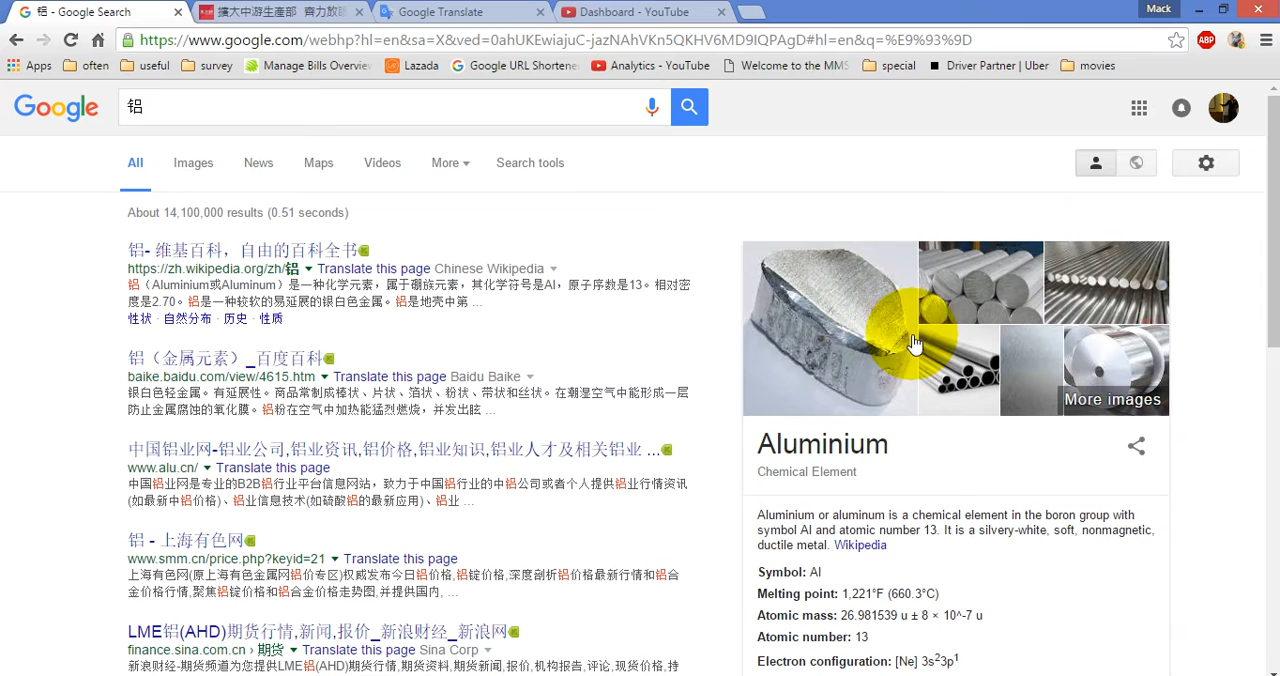 铝 - Google Search
擴大中游生產部 齊力放眼
Google Translate
Dashboard - YouTube
Mack
https://www.google.com/webhp?hl=en&sa=X&ved=0ahUKEwiajuC-jazNAhVKn5QKHV6MD9IQPAgD#hl=en&q=%E9%93%9D
ABP
Apps often useful survey Manage Bills Overvie Lazada Google URL Shortene Analytics - YouTube Welcome to the MMS special Driver Partner | Uber movies
Google
铝
All Images News Maps Videos More Search tools
About 14,100,000 results (0.51 seconds)
铝- 维基百科，自由的百科全书
https://zh.wikipedia.org/zh/铝 Translate this page Chinese Wikipedia
铝（Aluminium或Aluminum）是一种化学元素，属于硼族元素，其化学符号是Al，原子序数是13。相对密
度是2.70。铝是一种较软的易延展的银白色金属。铝是地壳中第 ...
性状 · 自然分布 · 历史 · 性质
铝（金属元素）_百度百科
baike.baidu.com/view/4615.htm Translate this page Baidu Baike
银白色轻金属。有延展性。商品常制成棒状、片状、箔状、粉状、带状和丝状。在潮湿空气中能形成一层
防止金属腐蚀的氧化膜。铝粉在空气中加热能猛烈燃烧，并发出眩 ...
中国铝业网-铝业公司,铝业资讯,铝价格,铝业知识,铝业人才及相关铝业 ...
www.alu.cn/ Translate this page
中国铝业网是专业的B2B铝行业平台信息网站，致力于中国铝行业的中铝公司或者个人提供铝业行情资讯
(如最新中铝价格)、铝业信息技术(如硫酸铝的最新应用)、铝业 ...
铝 - 上海有色网
www.smm.cn/price.php?keyid=21 Translate this page
上海有色网(原上海有色金属网铝价专区)权威发布今日铝价格,铝锭价格,深度剖析铝价格最新行情和铝合
金价格行情,聚焦铝锭价格和铝合金价格走势图,并提供国内, ...
LME铝(AHD)期货行情,新闻,报价_新浪财经_新浪网
finance.sina.com.cn › 期货 Translate this page Sina Corp
新浪财经-期货频道为您提供LME铝(AHD)期货行情,期货资料,期货新闻,报价,机构报告,评论,现货价格,持
More images
Aluminium
Chemical Element
Aluminium or aluminum is a chemical element in the boron group with
symbol Al and atomic number 13. It is a silvery-white, soft, nonmagnetic,
ductile metal. Wikipedia
Symbol: Al
Melting point: 1,221°F (660.3°C)
Atomic mass: 26.981539 u ± 8 × 10^-7 u
Atomic number: 13
Electron configuration: [Ne] 3s²3p¹